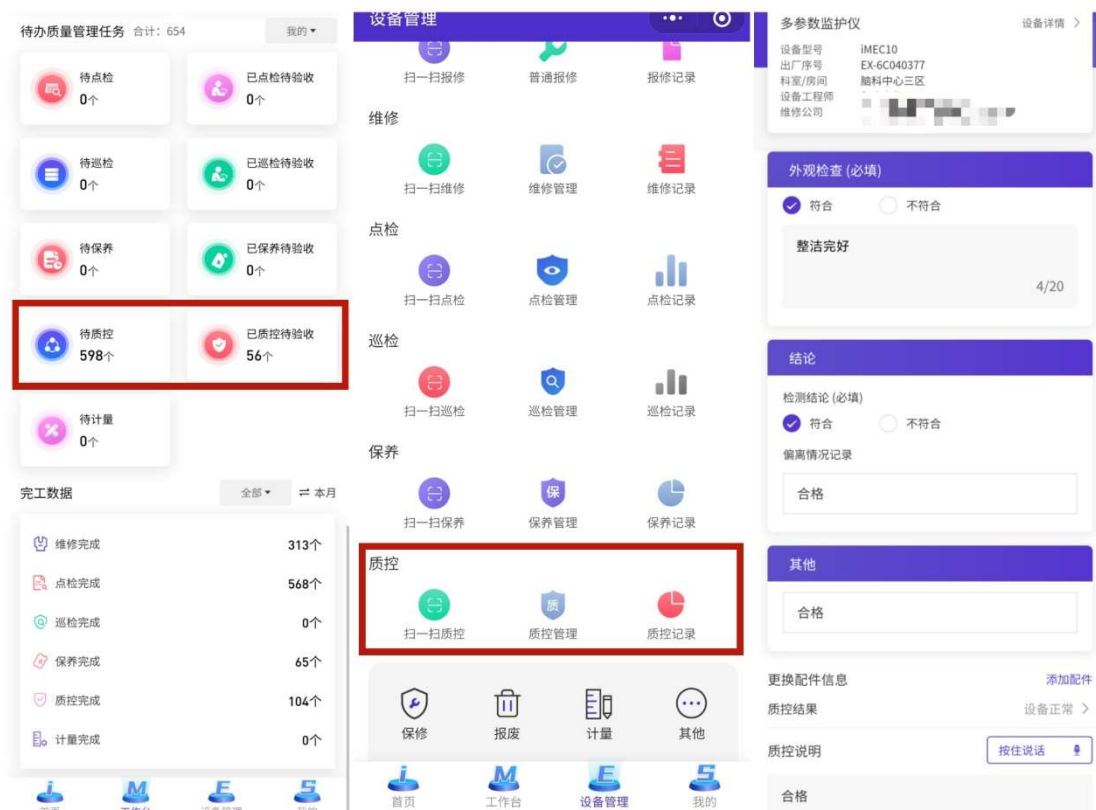 待办质量管理任务 合计：654 我的
待点检
0个
已点检待验收
0个
待巡检
0个
已巡检待验收
0个
待保养
0个
已保养待验收
0个
待质控
598个
已质控待验收
56个
待计量
0个
完工数据 全部 本月
维修完成 313个
点检完成 568个
巡检完成 0个
保养完成 65个
质控完成 104个
计量完成 0个
i M E S
首页 工作台 设备管理 我的
设备管理
扫一扫报修 普通报修 报修记录
维修
扫一扫维修 维修管理 维修记录
点检
扫一扫点检 点检管理 点检记录
巡检
扫一扫巡检 巡检管理 巡检记录
保养
保
扫一扫保养 保养管理 保养记录
质控
质
扫一扫质控 质控管理 质控记录
保修 报废 计量 其他
i M E S
首页 工作台 设备管理 我的
多参数监护仪 设备详情
设备型号 iMEC10
出厂序号 EX-6C040377
科室/房间 脑科中心三区
设备工程师
维修公司
外观检查 (必填)
符合 不符合
整洁完好
4/20
结论
检测结论 (必填)
符合 不符合
偏离情况记录
合格
其他
合格
更换配件信息 添加配件
质控结果 设备正常
质控说明 按住说话
合格